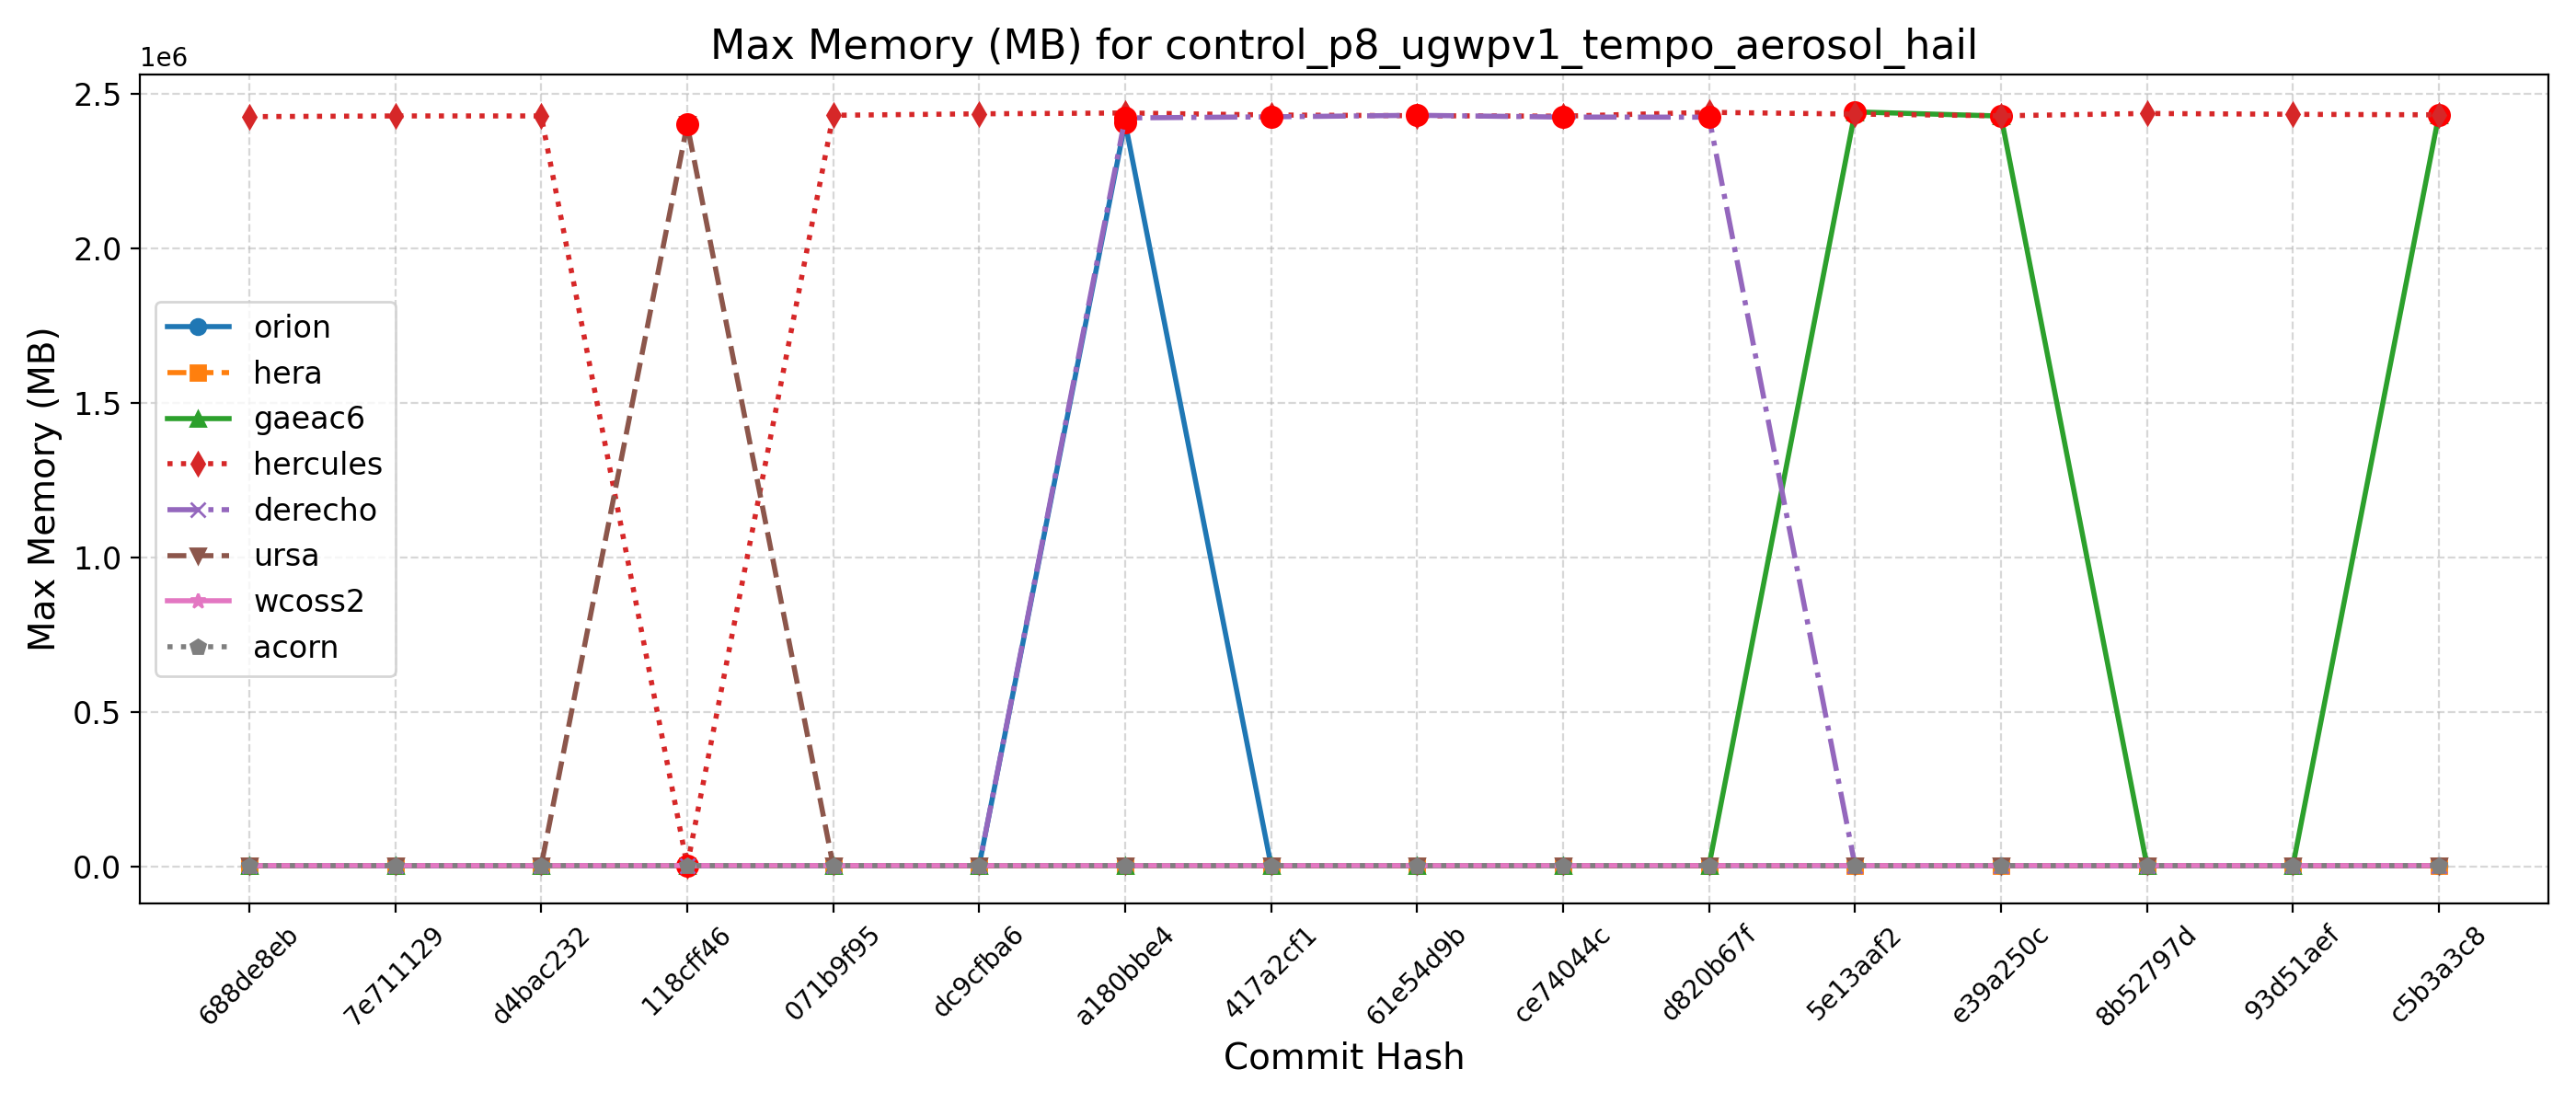 Max Memory (MB) for control_p8_ugwpv1_tempo_aerosol_hail
1e6
2.5
2.0
1.5
1.0
0.5
0.0
Max Memory (MB)
orion
hera
gaeac6
hercules
derecho
ursa
wcoss2
acorn
688de8eb
7e711129
d4bac232
118cff46
071b9f95
dc9cfba6
a180bbe4
417a2cf1
61e54d9b
ce74044c
d820b67f
5e13aaf2
e39a250c
8b52797d
93d51aef
c5b3a3c8
Commit Hash